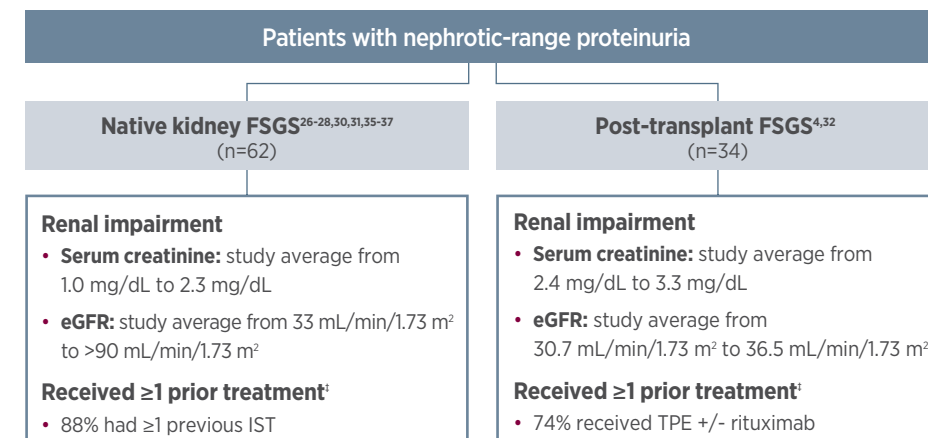 Patients with nephrotic-range proteinuria
Native kidney FSGS26-28,30,31,35-37
(n=62)
Renal impairment
• Serum creatinine: study average from
1.0 mg/dL to 2.3 mg/dL
• eGFR: study average from 33 mL/min/1.73 m2
to >90 mL/min/1.73 m2
Received ≥1 prior treatment‡
• 88% had ≥1 previous IST
Post-transplant FSGS4,32
(n=34)
Renal impairment
• Serum creatinine: study average from
2.4 mg/dL to 3.3 mg/dL
• eGFR: study average from
30.7 mL/min/1.73 m2 to 36.5 mL/min/1.73 m2
Received ≥1 prior treatment‡
• 74% received TPE +/- rituximab